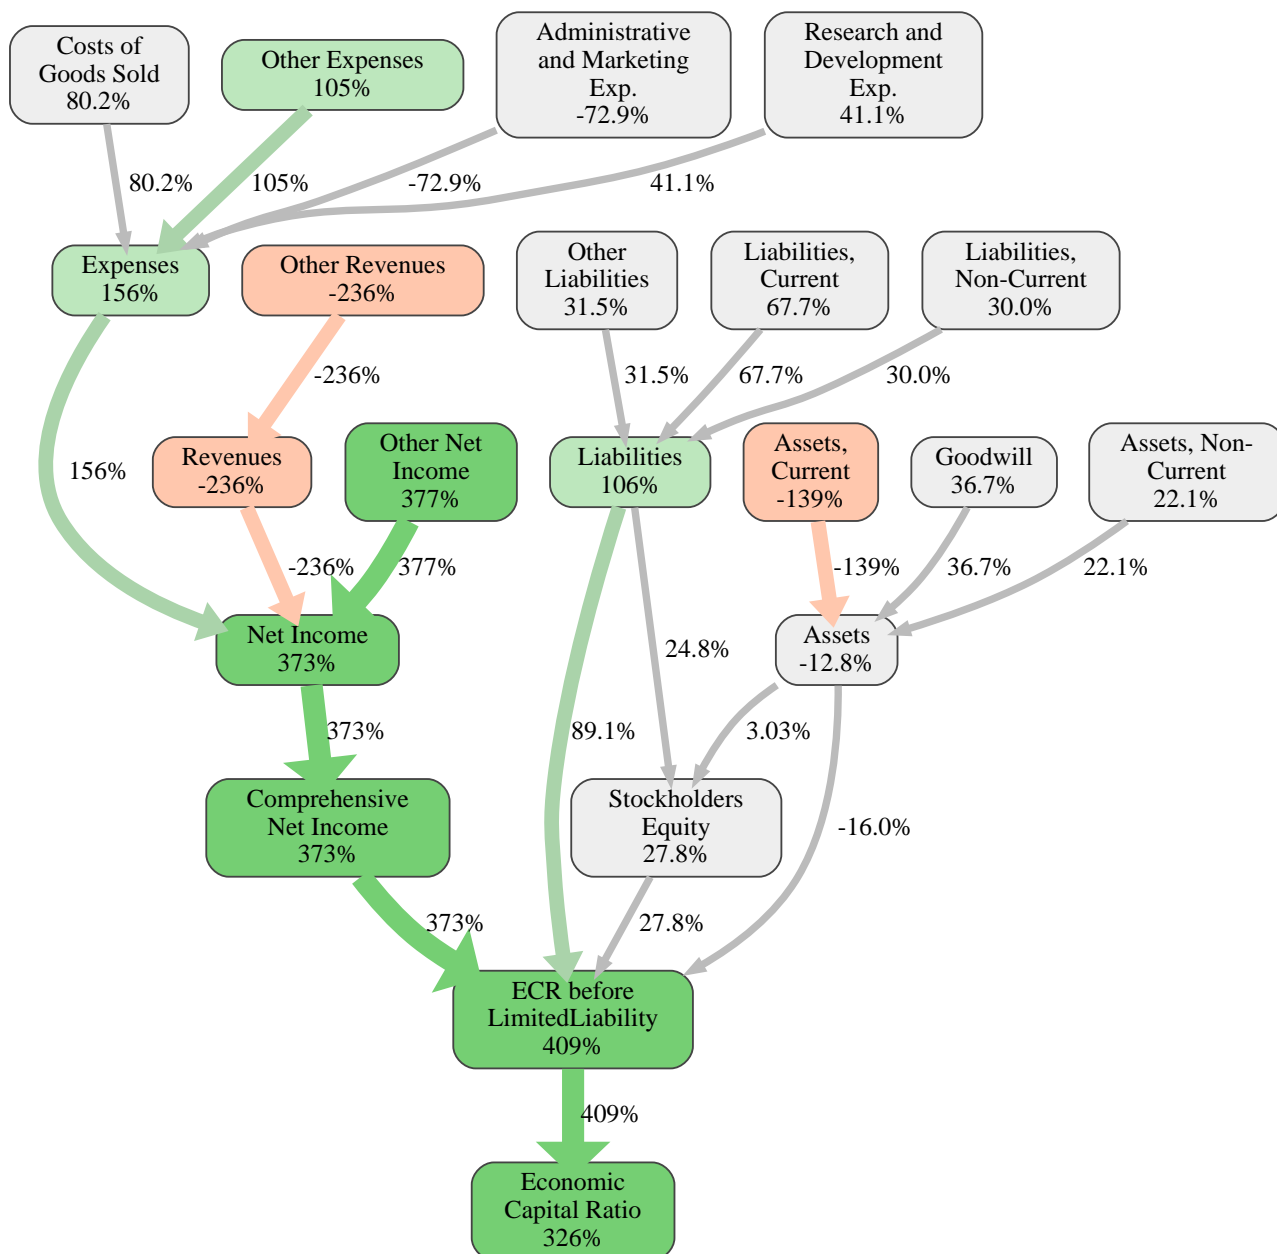 Costs of
Goods Sold
80.2%
Other Expenses
105%
Administrative
and Marketing
Exp.
-72.9%
Research and
Development
Exp.
41.1%
80.2%
105%
-72.9%
41.1%
Expenses
156%
Other Revenues
-236%
Other
Liabilities
31.5%
Liabilities,
Current
67.7%
Liabilities,
Non-Current
30.0%
-236%
31.5%
67.7%
30.0%
156%
Revenues
-236%
Other Net
Income
377%
Liabilities
106%
Assets,
Current
-139%
Goodwill
36.7%
Assets, Non-
Current
22.1%
-236%
377%
-139%
36.7%
22.1%
Net Income
373%
24.8%
Assets
-12.8%
373%
89.1%
3.03%
Comprehensive
Net Income
373%
Stockholders
Equity
27.8%
-16.0%
373%
27.8%
ECR before
LimitedLiability
409%
409%
Economic
Capital Ratio
326%